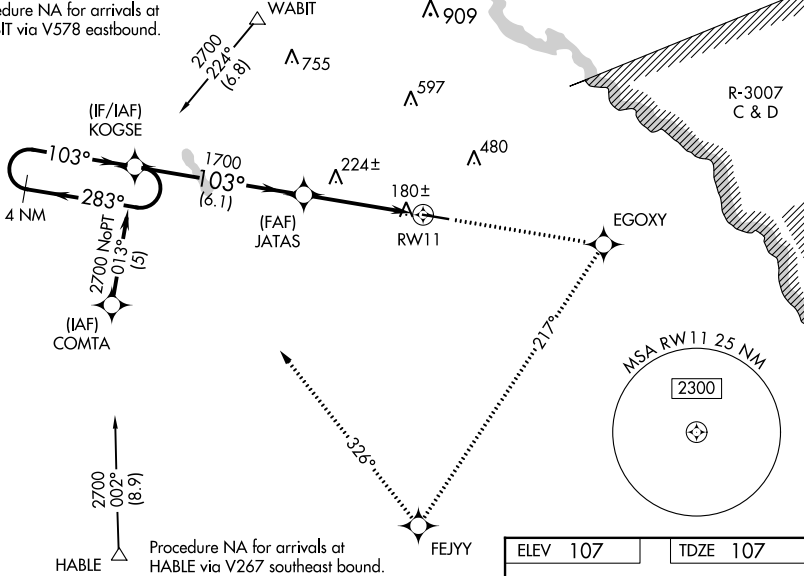 edure NA for arrivals at
BIT via V578 eastbound.
WABIT
2700
224°
(6.8)
909
755
597
480
R-3007
C & D
(IF/IAF)
KOGSE
103°
283°
4 NM
1700
103°
(6.1)
224±
180±
(FAF)
JATAS
RW11
EGOXY
2700 NoPT
013°
(5)
(IAF)
COMTA
217°
326°
MSA RW11 25 NM
2300
2700
002°
(8.9)
HABLE
Procedure NA for arrivals at
HABLE via V267 southeast bound.
FEJYY
ELEV 107
TDZE 107